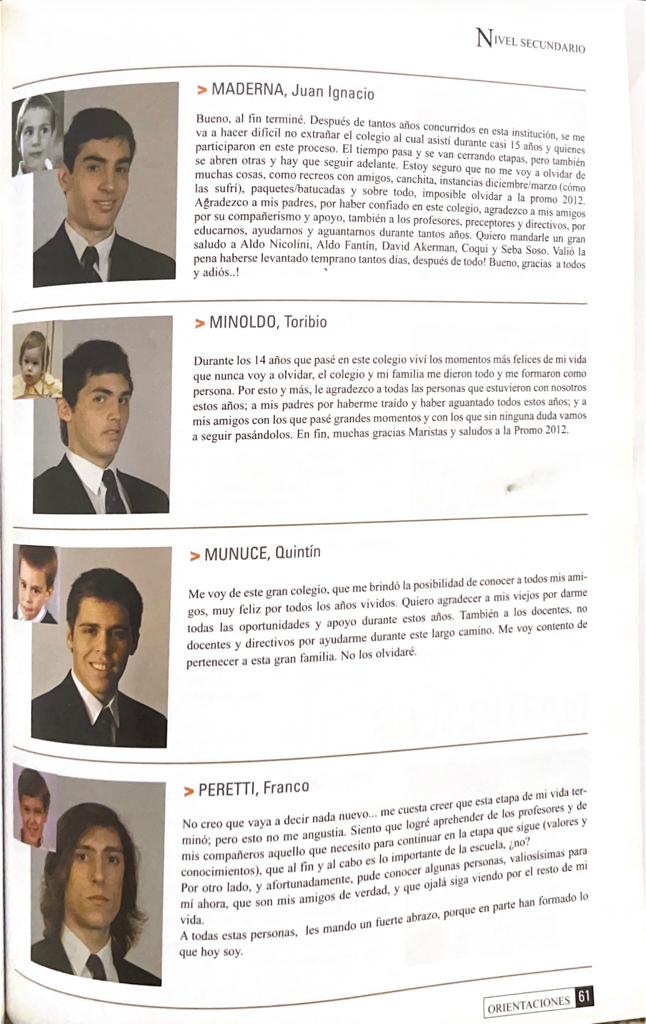 NIVEL SECUNDARIO
> MADERNA, Juan Ignacio
Bueno, al fin terminé. Después de tantos años concurridos en esta institución, se me
va a hacer difícil no extrañar el colegio al cual asistí durante casi 15 años y quienes
participaron en este proceso. El tiempo pasa y se van cerrando etapas, pero también
se abren otras y hay que seguir adelante. Estoy seguro que no me voy a olvidar de
muchas cosas, como recreos con amigos, canchita, instancias diciembre/marzo (cómo
las sufrí), paquetes/batucadas y sobre todo, imposible olvidar a la promo 2012.
Agradezco a mis padres, por haber confiado en este colegio, agradezco a mis amigos
por su compañerismo y apoyo, también a los profesores, preceptores y directivos, por
educarnos, ayudarnos y aguantarnos durante tantos años. Quiero mandarle un gran
saludo a Aldo Nicolini, Aldo Fantín, David Akerman, Coqui y Seba Soso. Valió la
pena haberse levantado temprano tantos días, después de todo! Bueno, gracias a todos
y adiós..!
> MINOLDO, Toribio
Durante los 14 años que pasé en este colegio viví los momentos más felices de mi vida
que nunca voy a olvidar, el colegio y mi familia me dieron todo y me formaron como
persona. Por esto y más, le agradezco a todas las personas que estuvieron con nosotros
estos años; a mis padres por haberme traído y haber aguantado todos estos años; y a
mis amigos con los que pasé grandes momentos y con los que sin ninguna duda vamos
a seguir pasándolos. En fin, muchas gracias Maristas y saludos a la Promo 2012.
> MUNUCE, Quintín
Me voy de este gran colegio, que me brindó la posibilidad de conocer a todos mis ami-
gos, muy feliz por todos los años vividos. Quiero agradecer a mis viejos por darme
todas las oportunidades y apoyo durante estos años. También a los docentes, no
docentes y directivos por ayudarme durante este largo camino. Me voy contento de
pertenecer a esta gran familia. No los olvidaré.
> PERETTI, Franco
No creo que vaya a decir nada nuevo... me cuesta creer que esta etapa de mi vida ter-
minó; pero esto no me angustia. Siento que logré aprehender de los profesores y de
mis compañeros aquello que necesito para continuar en la etapa que sigue (valores y
conocimientos), que al fin y al cabo es lo importante de la escuela, ¿no?
Por otro lado, y afortunadamente, pude conocer algunas personas, valiosísimas para
mí ahora, que son mis amigos de verdad, y que ojalá siga viendo por el resto de mi
vida.
A todas estas personas, les mando un fuerte abrazo, porque en parte han formado lo
que hoy soy.
ORIENTACIONES 61